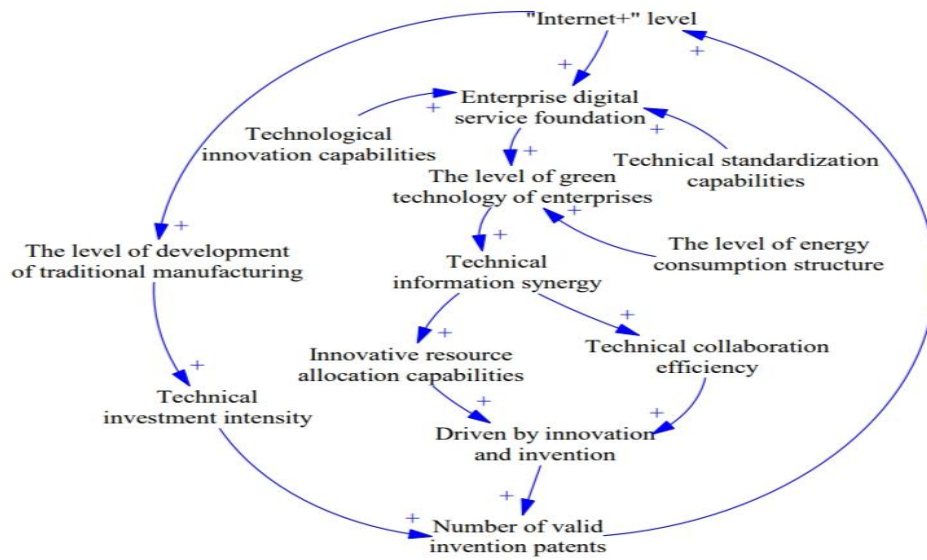 "Internet+" level
+
+
Enterprise digital
service foundation
+
+
Technological
innovation capabilities
Technical standardization
capabilities
+
The level of green
technology of enterprises
+
+
The level of development
of traditional manufacturing
+
The level of energy
consumption structure
Technical
information synergy
+
+
Innovative resource
allocation capabilities
Technical collaboration
efficiency
+
Technical
investment intensity
+
+
Driven by innovation
and invention
+
+
Number of valid
invention patents